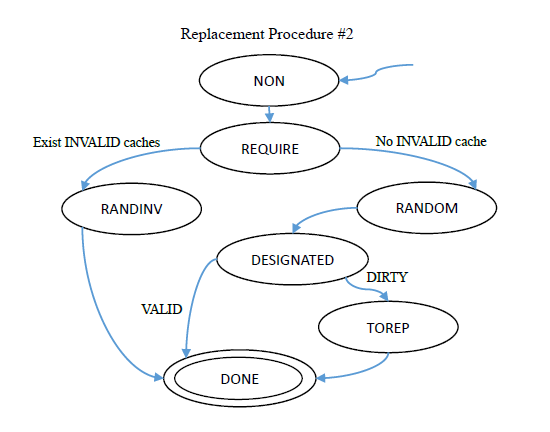 Replacement Procedure #2
NON
Exist INVALID caches
REQUIRE
No INVALID cache
RANDINV
RANDOM
DESIGNATED
DIRTY
VALID
TOREP
DONE